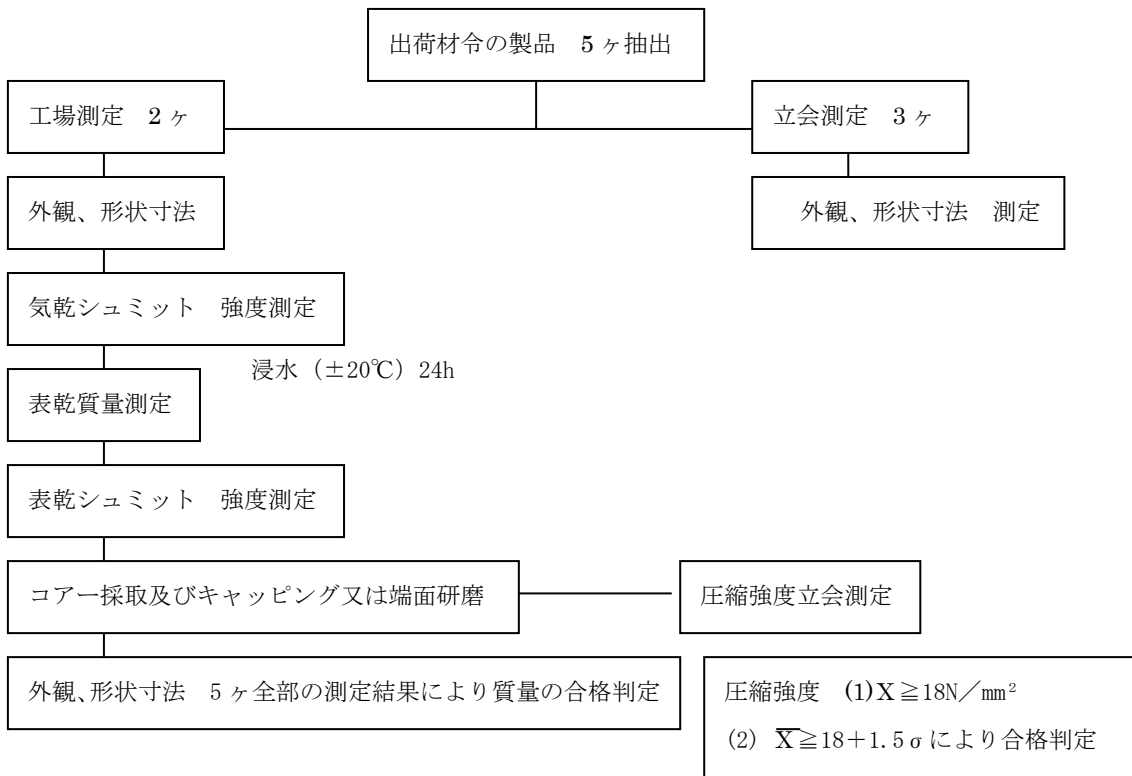 出荷材令の製品　5ヶ抽出
工場測定　2ヶ
立会測定　3ヶ
外観、形状寸法
外観、形状寸法　測定
気乾シュミット　強度測定
浸水（±20℃）24h
表乾質量測定
表乾シュミット　強度測定
コアー採取及びキャッピング又は端面研磨
圧縮強度立会測定
外観、形状寸法　5ヶ全部の測定結果により質量の合格判定
圧縮強度　(1)X≧18N／mm²
(2) X̅≧18＋1.5σにより合格判定